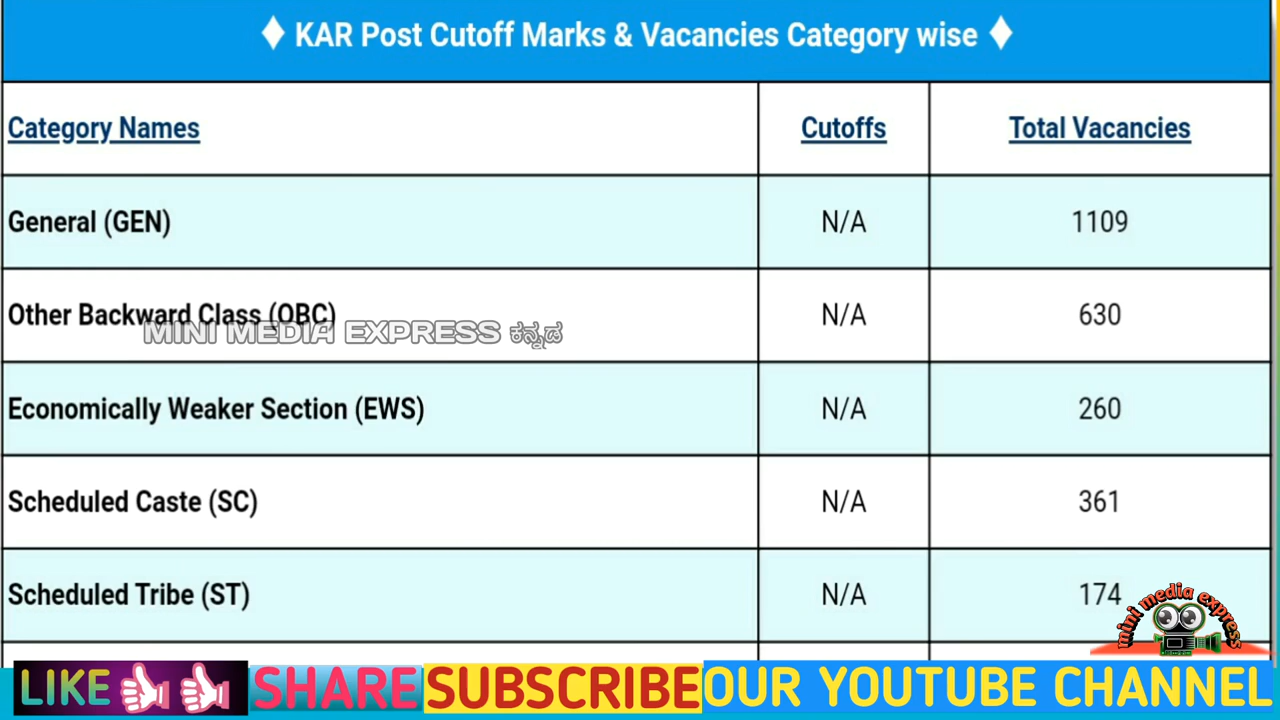 ♦ KAR Post Cutoff Marks & Vacancies Category wise ♦
Category Names Cutoffs Total Vacancies
General (GEN) N/A 1109
Other Backward Class (OBC) N/A 630
MINI MEDIA EXPRESS ಕನ್ನಡ
Economically Weaker Section (EWS) N/A 260
Scheduled Caste (SC) N/A 361
Scheduled Tribe (ST) N/A 174
mini media express
LIKE SHARE SUBSCRIBE OUR YOUTUBE CHANNEL